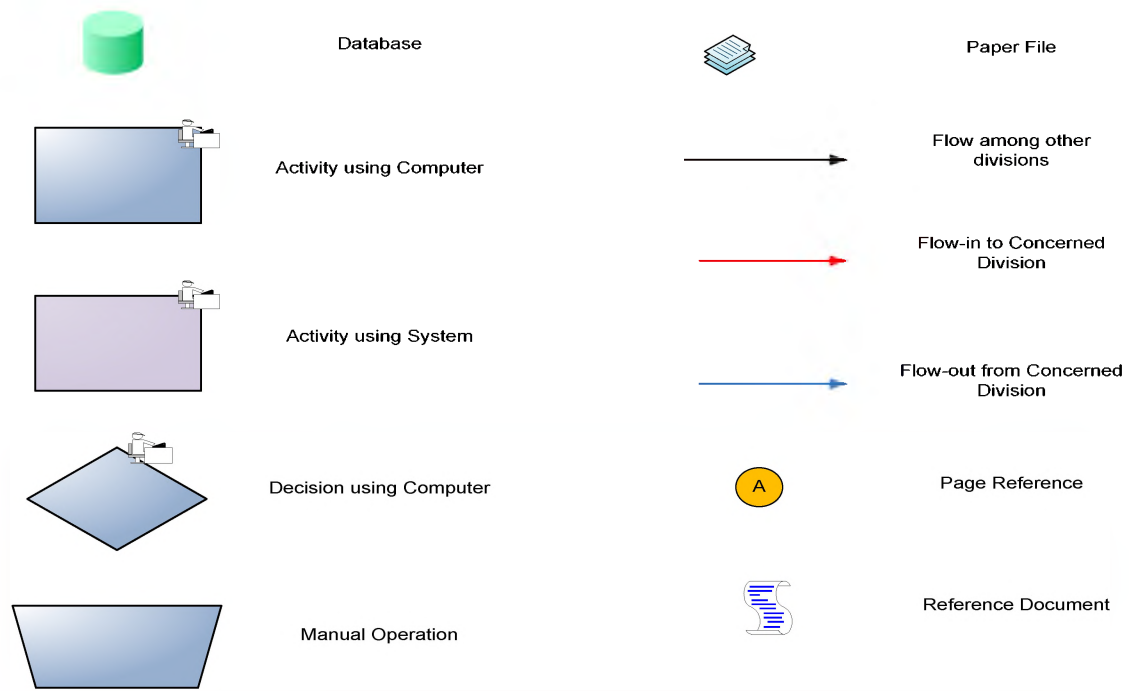 Database
Paper File
Activity using Computer
Flow among other
divisions
Flow-in to Concerned
Division
Activity using System
Flow-out from Concerned
Division
Decision using Computer
A
Page Reference
Manual Operation
Reference Document